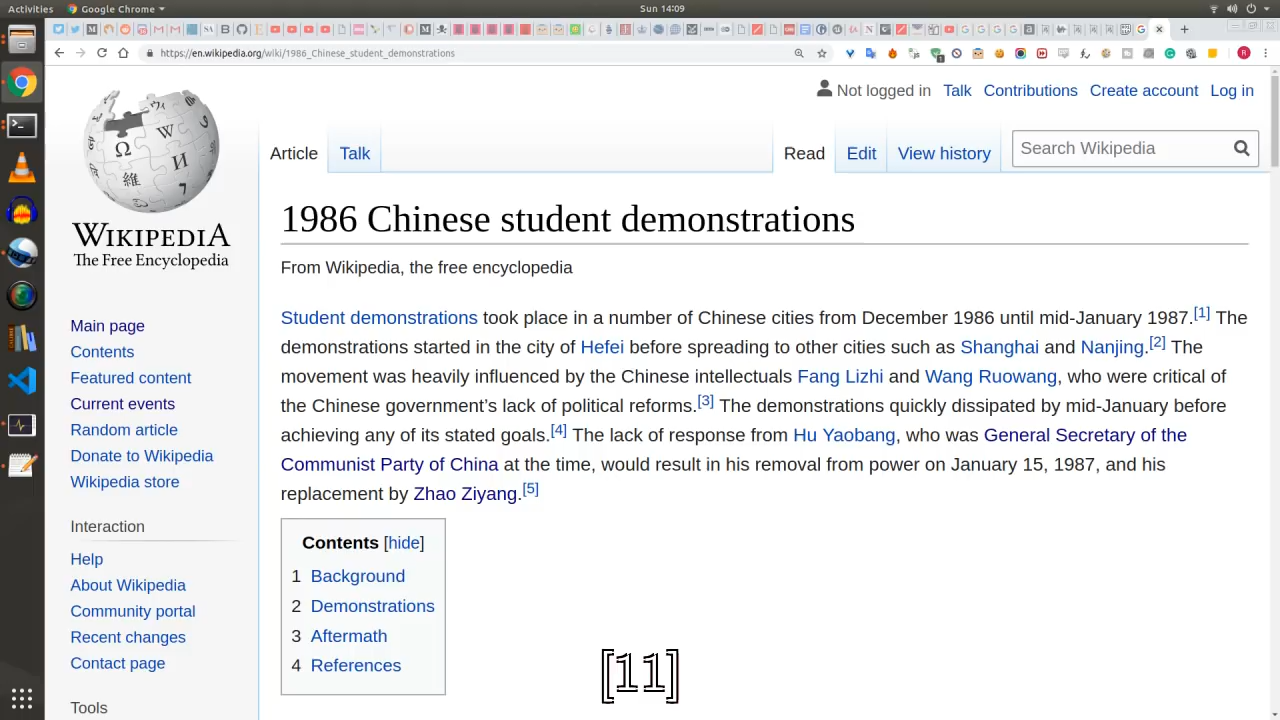 Activities Google Chrome Sun 14:09
https://en.wikipedia.org/wiki/1986_Chinese_student_demonstrations
Not logged in Talk Contributions Create account Log in
Article Talk Read Edit View history Search Wikipedia
WIKIPEDIA
The Free Encyclopedia
Main page
Contents
Featured content
Current events
Random article
Donate to Wikipedia
Wikipedia store
Interaction
Help
About Wikipedia
Community portal
Recent changes
Contact page
Tools
1986 Chinese student demonstrations
From Wikipedia, the free encyclopedia
Student demonstrations took place in a number of Chinese cities from December 1986 until mid-January 1987.[1] The
demonstrations started in the city of Hefei before spreading to other cities such as Shanghai and Nanjing.[2] The
movement was heavily influenced by the Chinese intellectuals Fang Lizhi and Wang Ruowang, who were critical of
the Chinese government’s lack of political reforms.[3] The demonstrations quickly dissipated by mid-January before
achieving any of its stated goals.[4] The lack of response from Hu Yaobang, who was General Secretary of the
Communist Party of China at the time, would result in his removal from power on January 15, 1987, and his
replacement by Zhao Ziyang.[5]
Contents [hide]
1 Background
2 Demonstrations
3 Aftermath
4 References
[11]